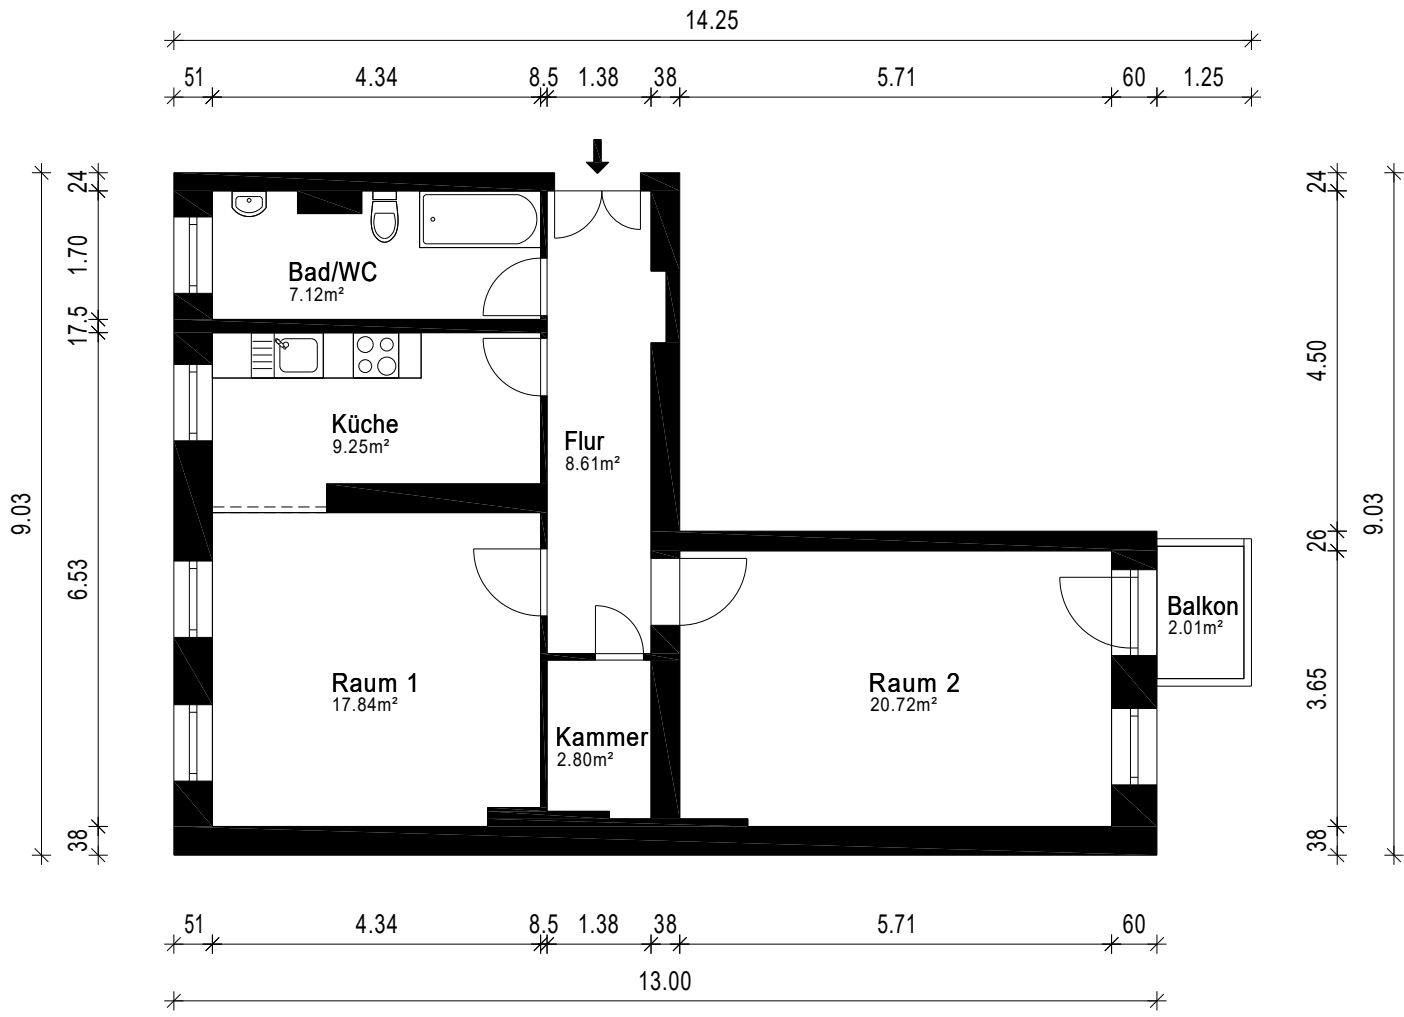 14.25
51 4.34 8.5 1.38 38 5.71 60 1.25
24
1.70
17.5
6.53
38
9.03
24
4.50
26
3.65
38
9.03
Bad/WC
7.12m²
Küche
9.25m²
Flur
8.61m²
Balkon
2.01m²
Raum 1
17.84m²
Raum 2
20.72m²
Kammer
2.80m²
51 4.34 8.5 1.38 38 5.71 60
13.00